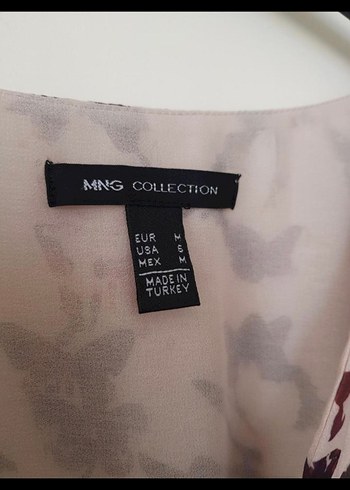 MNG COLLECTION
EUR M
USA 6
MEX M
MADE IN
TURKEY